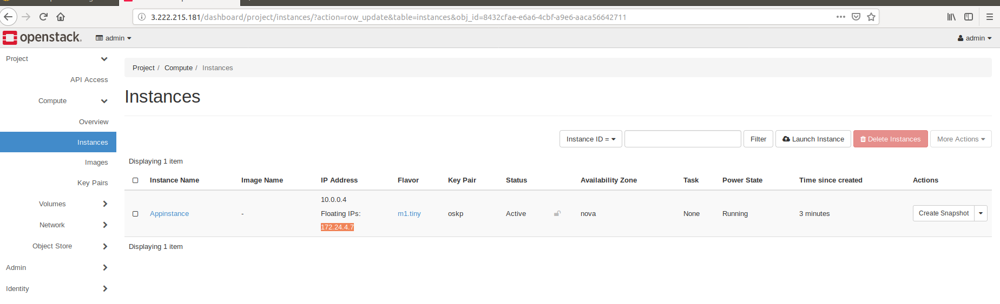 3.222.215.181/dashboard/project/instances/?action=row_update&table=instances&obj_id=8432cfae-e6a6-4cbf-a9e6-aaca56642711
openstack. admin admin
Project
API Access
Compute
Overview
Instances
Images
Key Pairs
Volumes
Network
Object Store
Admin
Identity
Project / Compute / Instances
Instances
Instance ID = Filter Launch Instance Delete Instances More Actions
Displaying 1 item
Instance Name Image Name IP Address Flavor Key Pair Status Availability Zone Task Power State Time since created Actions
10.0.0.4
Appinstance - Floating IPs: m1.tiny oskp Active nova None Running 3 minutes Create Snapshot
172.24.4.7
Displaying 1 item